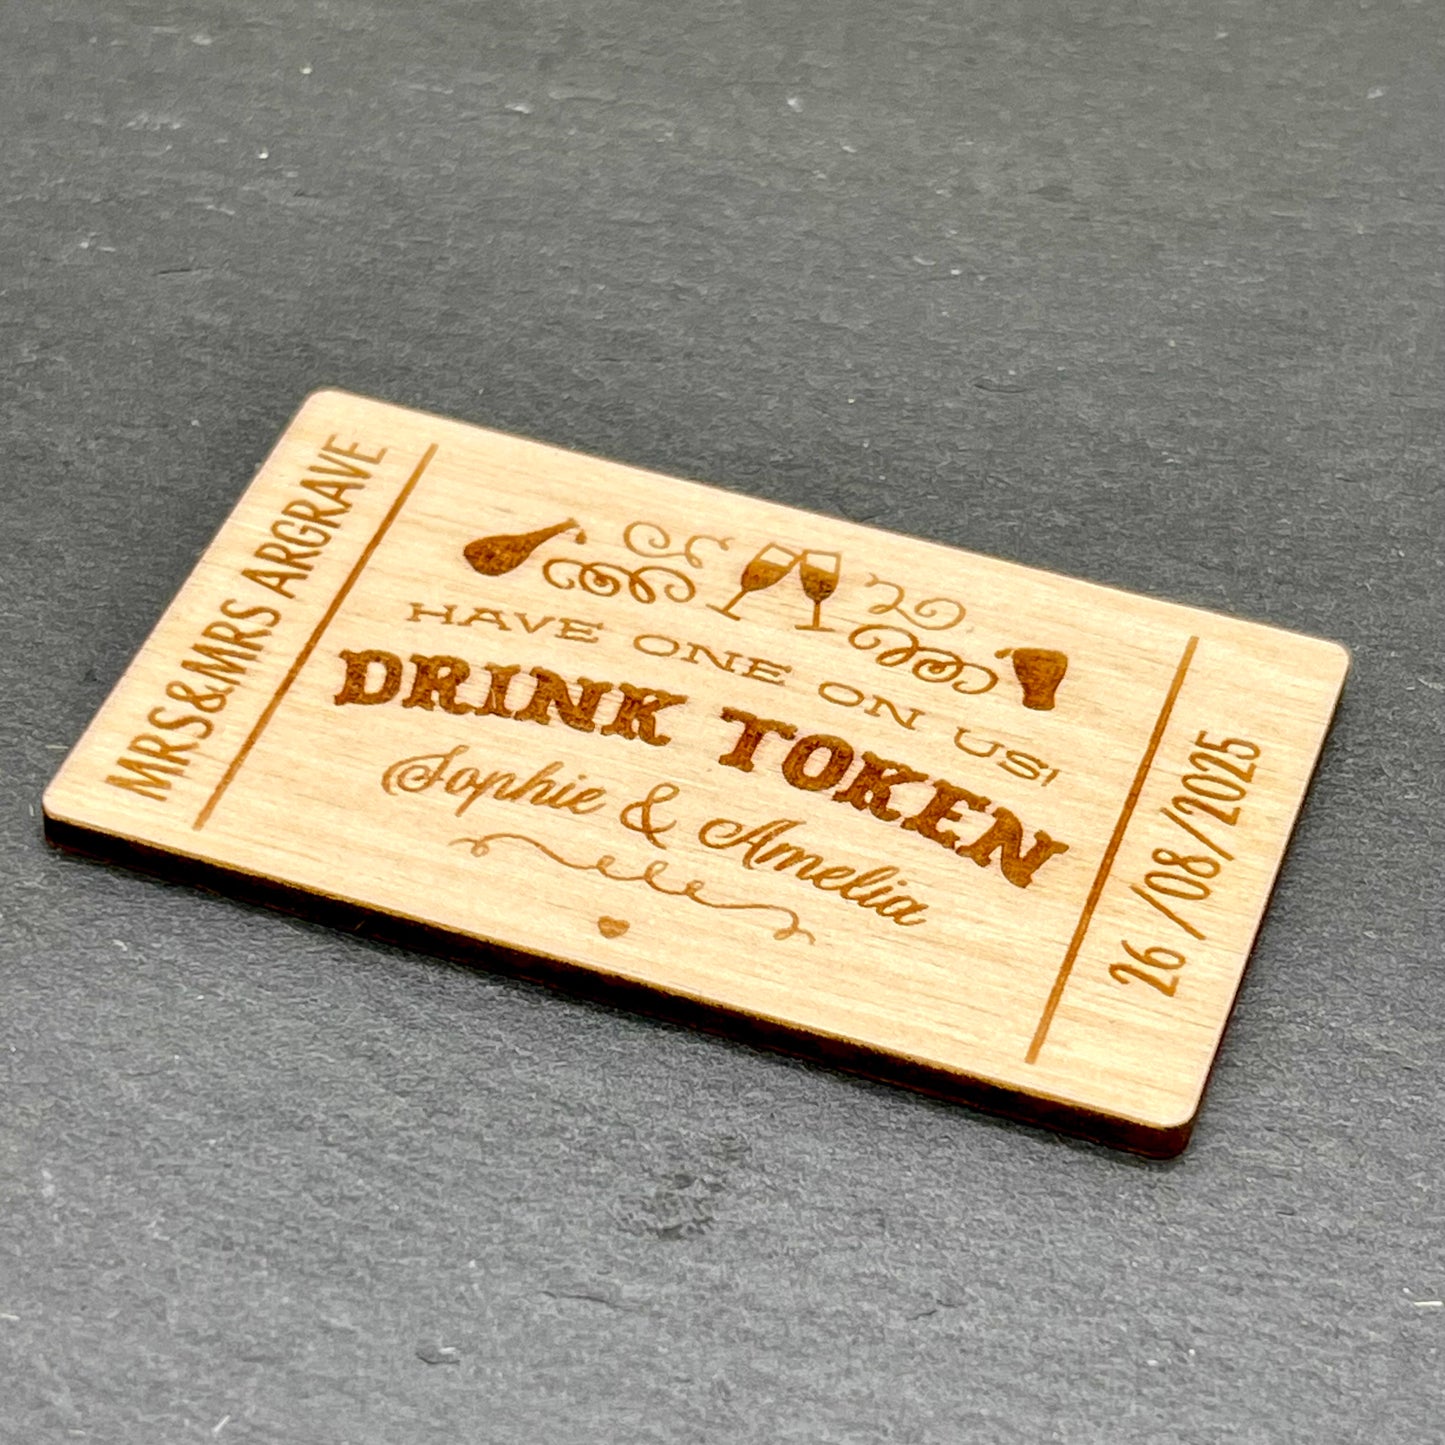 MRS&MRS ARGRAVE
HAVE ONE ON US!
DRINK TOKEN
Sophie & Amelia
26 /08/2025